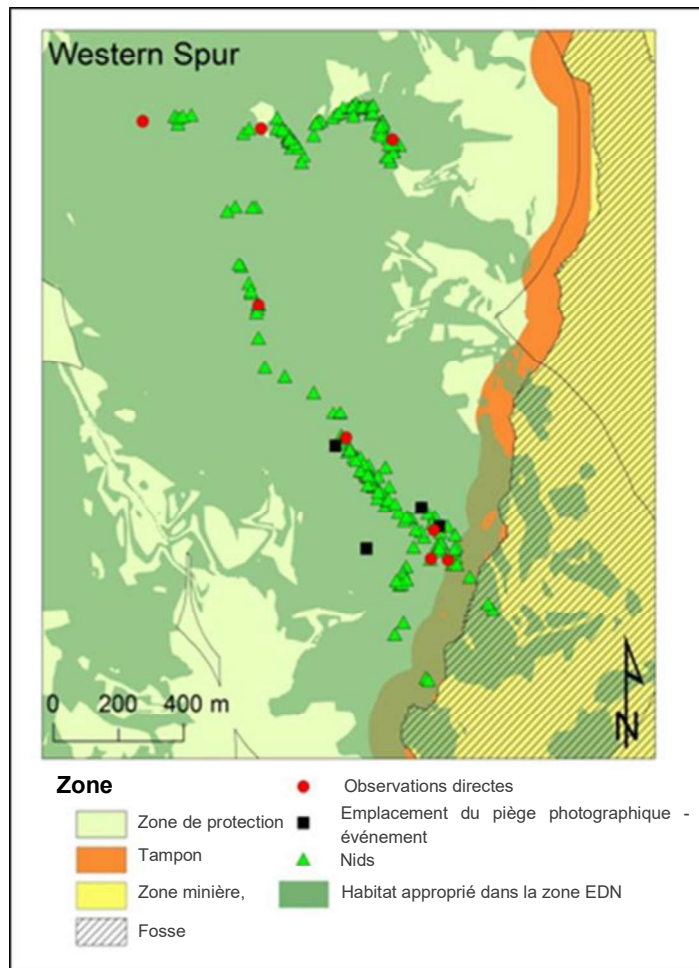 Western Spur
0 200 400 m
N
Zone
Zone de protection
Tampon
Zone minière,
Fosse
Observations directes
Emplacement du piège photographique -
événement
Nids
Habitat approprié dans la zone EDN